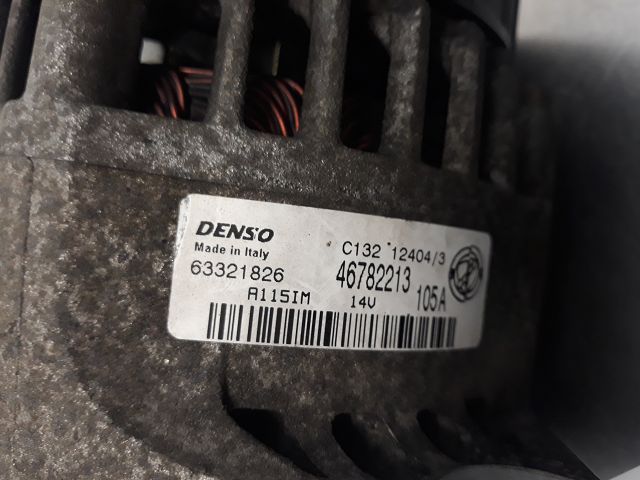 DENSO
Made in Italy
C132 12404/3
63321826 46782213
A115IM 14V 105A